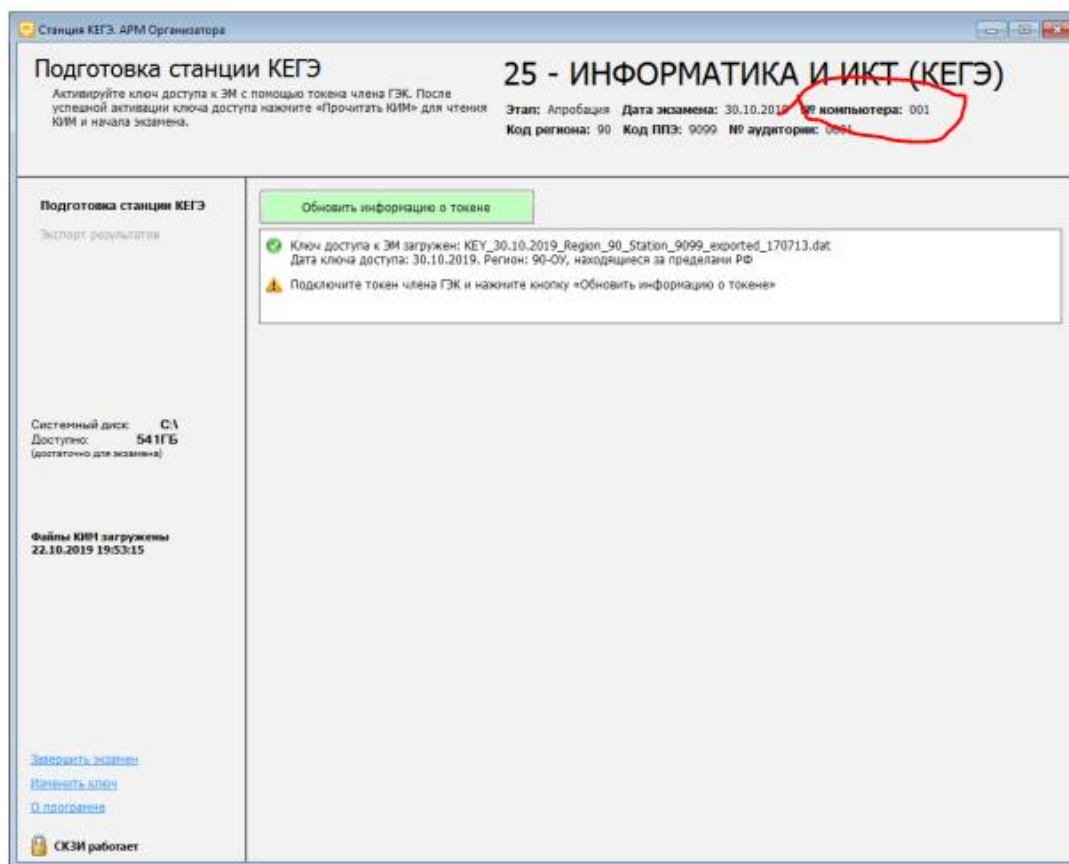 Станция КЕГЭ. АРМ Организатора
Подготовка станции КЕГЭ
Активируйте ключ доступа к ЭМ с помощью токена члена ГЭК. После
успешной активации ключа доступа нажмите «Прочитать КИМ» для чтения
КИМ и начала экзамена.
25 - ИНФОРМАТИКА И ИКТ (КЕГЭ)
Этап: Апробация Дата экзамена: 30.10.2019 № компьютера: 001
Код региона: 90 Код ППЭ: 9099 № аудитории: 0001
Подготовка станции КЕГЭ
Экспорт результатов
Обновить информацию о токене
Ключ доступа к ЭМ загружен: KEY_30.10.2019_Region_90_Station_9099_exported_170713.dat
Дата ключа доступа: 30.10.2019. Регион: 90-ОУ, находящиеся за пределами РФ
Подключите токен члена ГЭК и нажмите кнопку «Обновить информацию о токене»
Системный диск: C:\
Доступно: 541ГБ
(достаточно для экзамена)
Файлы КИМ загружены
22.10.2019 19:53:15
Завершить экзамен
Изменить ключ
О программе
СКЗИ работает